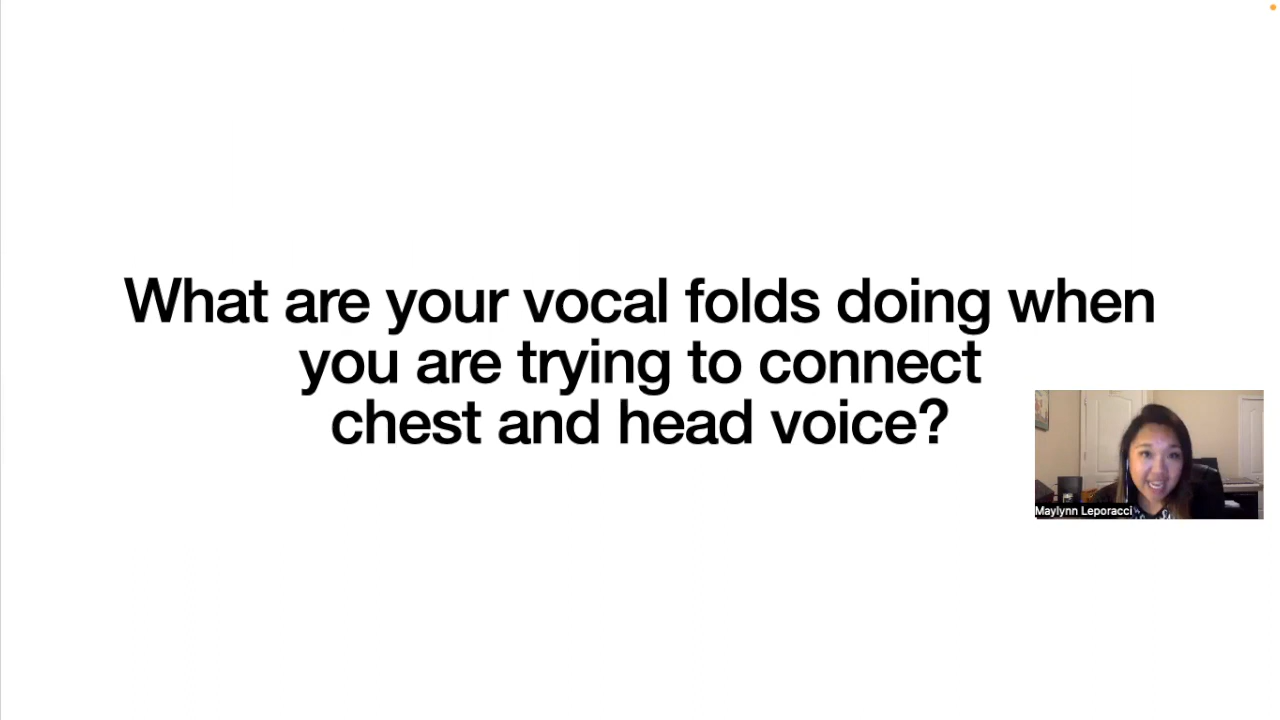 What are your vocal folds doing when
you are trying to connect
chest and head voice?
Maylynn Leporacci